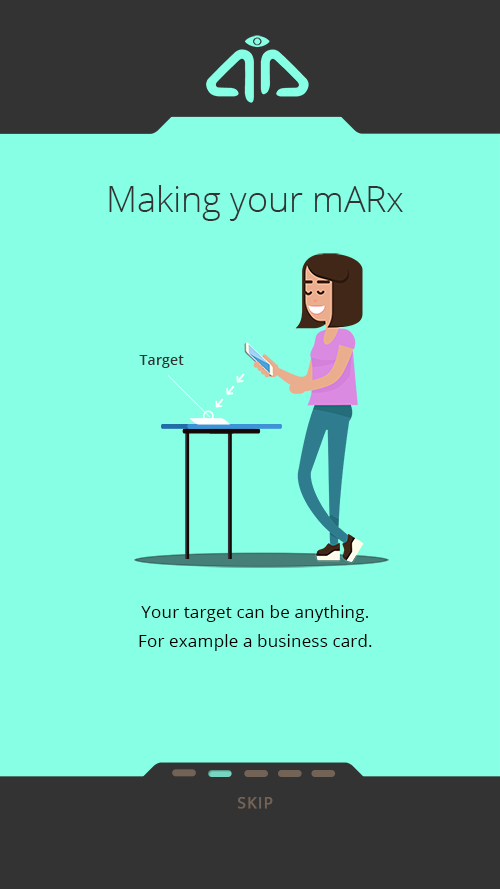 Making your mARx
Target
Your target can be anything.
For example a business card.
SKIP